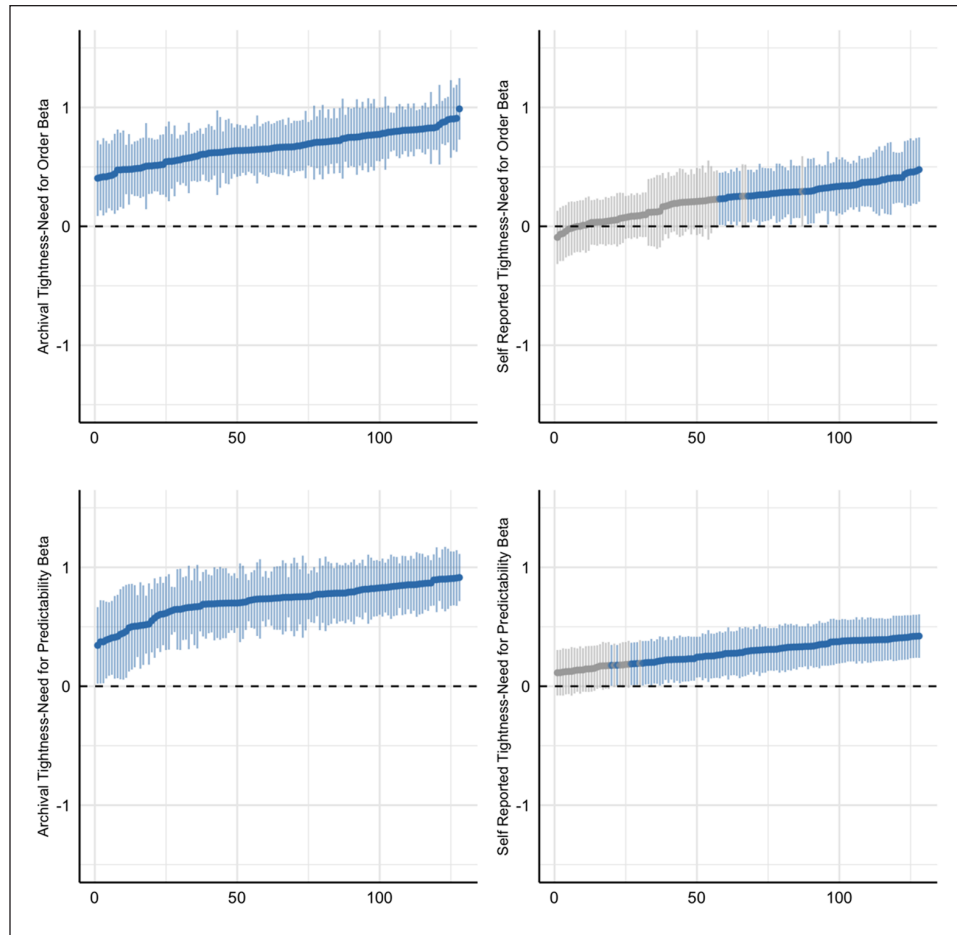 Archival Tightness-Need for Order Beta
1
0
-1
0 50 100
Self Reported Tightness-Need for Order Beta
1
0
-1
0 50 100
Archival Tightness-Need for Predictability Beta
1
0
-1
0 50 100
Self Reported Tightness-Need for Predictability Beta
1
0
-1
0 50 100